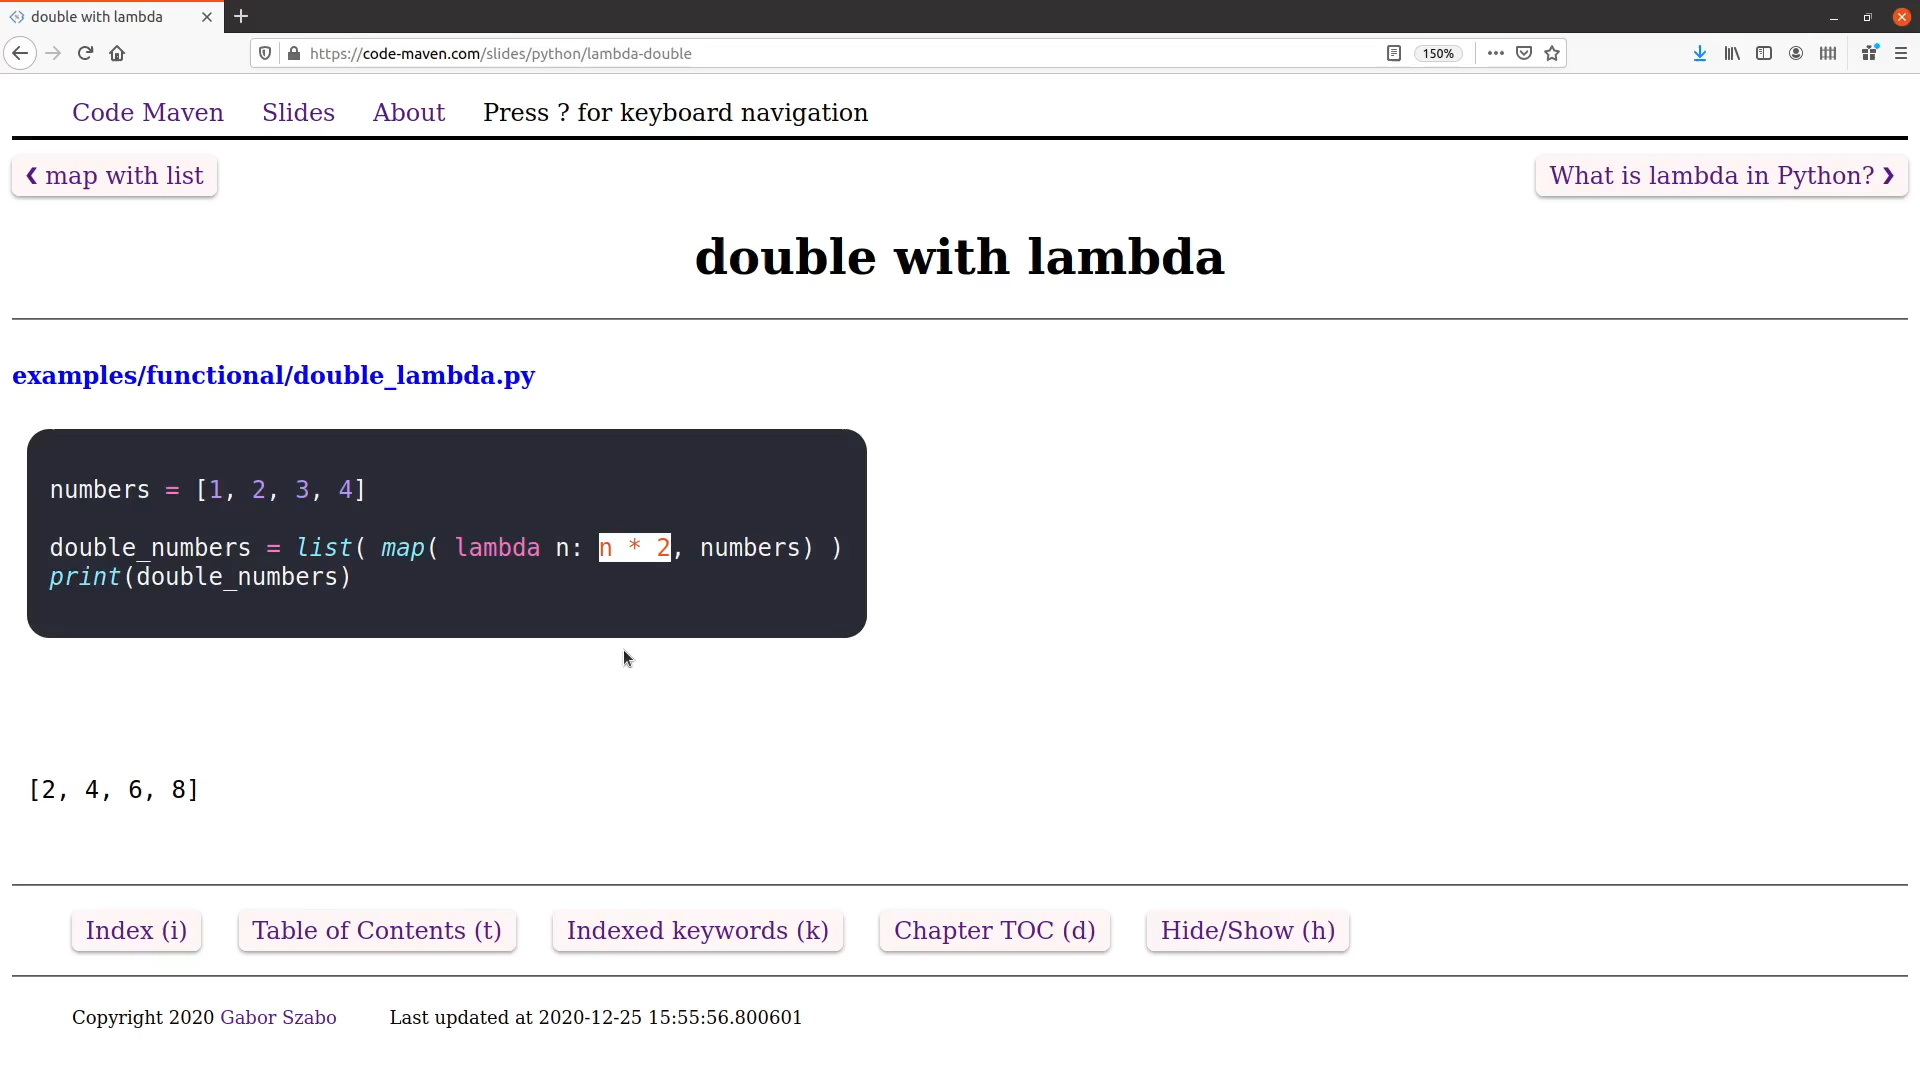 double with lambda
https://code-maven.com/slides/python/lambda-double
150%
Code Maven Slides About Press ? for keyboard navigation
❮ map with list
What is lambda in Python? ❯
double with lambda
examples/functional/double_lambda.py
numbers = [1, 2, 3, 4]
double_numbers = list( map( lambda n: n * 2, numbers) )
print(double_numbers)
[2, 4, 6, 8]
Index (i) Table of Contents (t) Indexed keywords (k) Chapter TOC (d) Hide/Show (h)
Copyright 2020 Gabor Szabo Last updated at 2020-12-25 15:55:56.800601